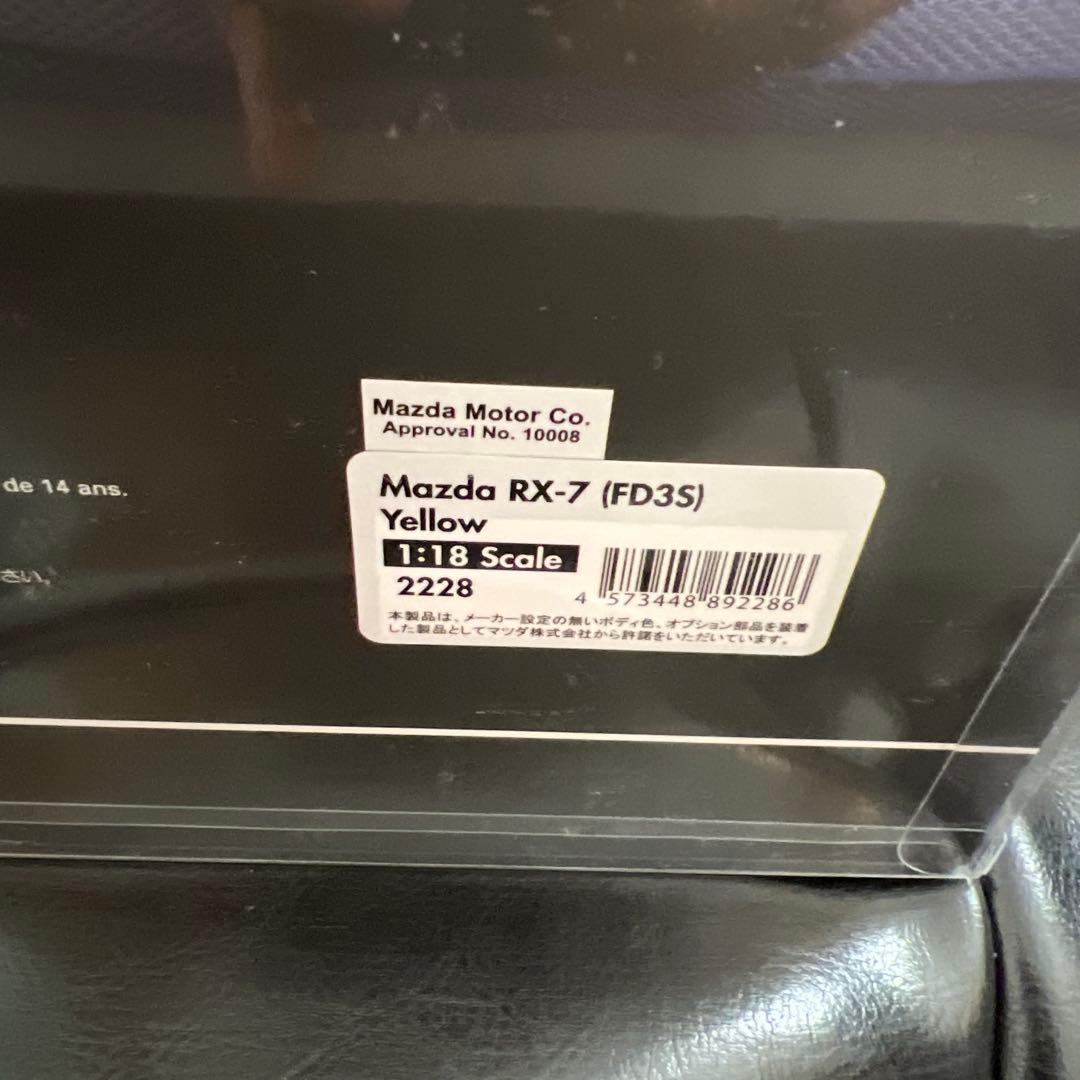 Mazda Motor Co.
Approval No. 10008
de 14 ans.
Mazda RX-7 (FD3S)
Yellow
1:18 Scale
さい。
2228
4 573448 892286
本製品は、メーカー設定の無いボディ色、オプション部品を装着
した製品としてマツダ株式会社から許諾をいただいています。